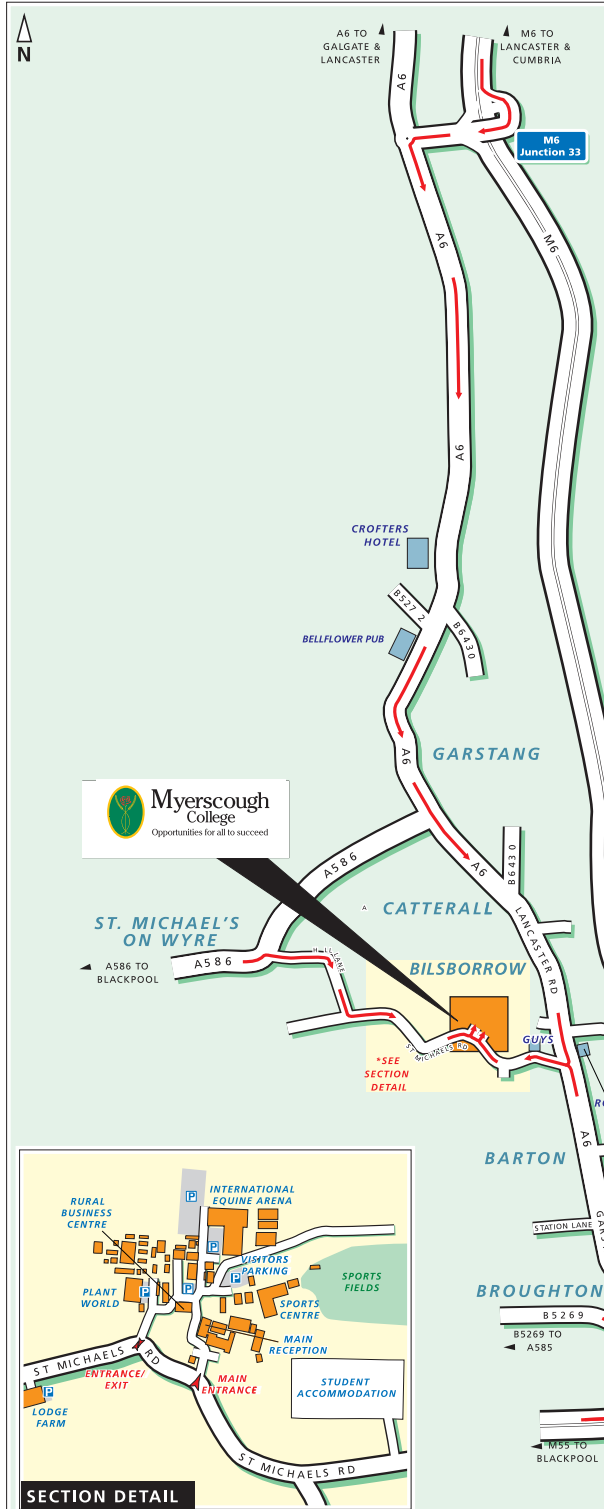 N
A6 TO
GALGATE &
LANCASTER
M6 TO
LANCASTER &
CUMBRIA
A6
M6
Junction 33
A6
M6
A6
CROFTERS
HOTEL
B527 2
B6430
BELLFLOWER PUB
A6
GARSTANG
Myerscough
College
Opportunities for all to succeed
A586
A6
B6430
A
CATTERALL
ST. MICHAEL'S
ON WYRE
LANCASTER RD
A586
LANE
A586 TO
BLACKPOOL
BILSBORROW
ST MICHAELS RD
GUYS
*SEE
SECTION
DETAIL
A6
BARTON
STATION LANE
BROUGHTON
B5269
B5269 TO
A585
M55 TO
BLACKPOOL
RURAL
BUSINESS
CENTRE
P
INTERNATIONAL
EQUINE ARENA
P
VISITORS
PARKING
P
SPORTS
FIELDS
PLANT
WORLD
P
P
SPORTS
CENTRE
MAIN
RECEPTION
ST MICHAELS RD
ENTRANCE/
EXIT
MAIN
ENTRANCE
STUDENT
ACCOMMODATION
P
LODGE
FARM
ST MICHAELS RD
SECTION DETAIL